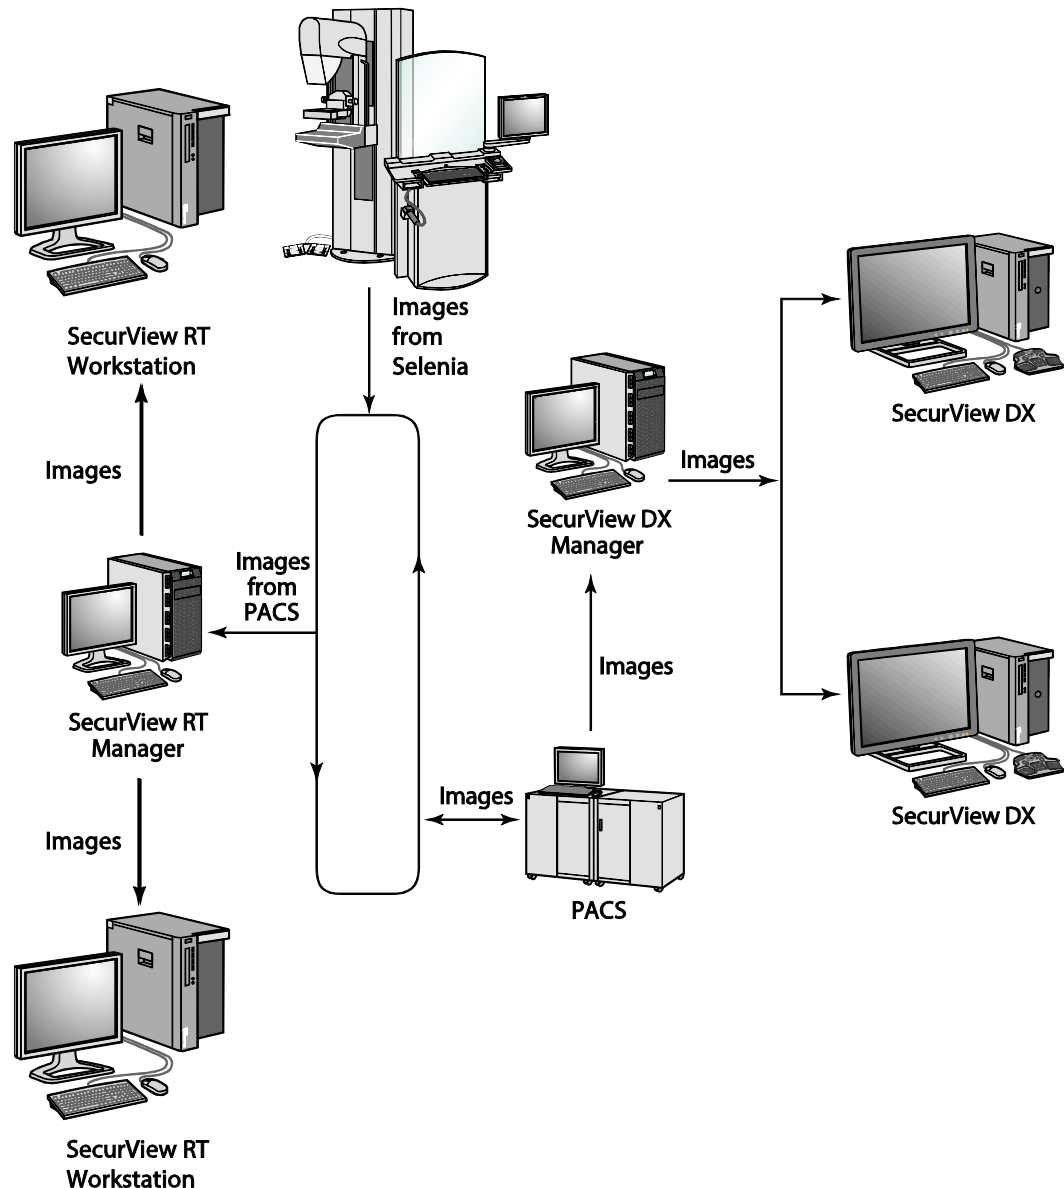 Images
from
Selenia
SecurView RT
Workstation
SecurView DX
Images
Images
SecurView DX
Manager
Images
from
PACS
Images
SecurView RT
Manager
Images
Images
SecurView DX
PACS
SecurView RT
Workstation